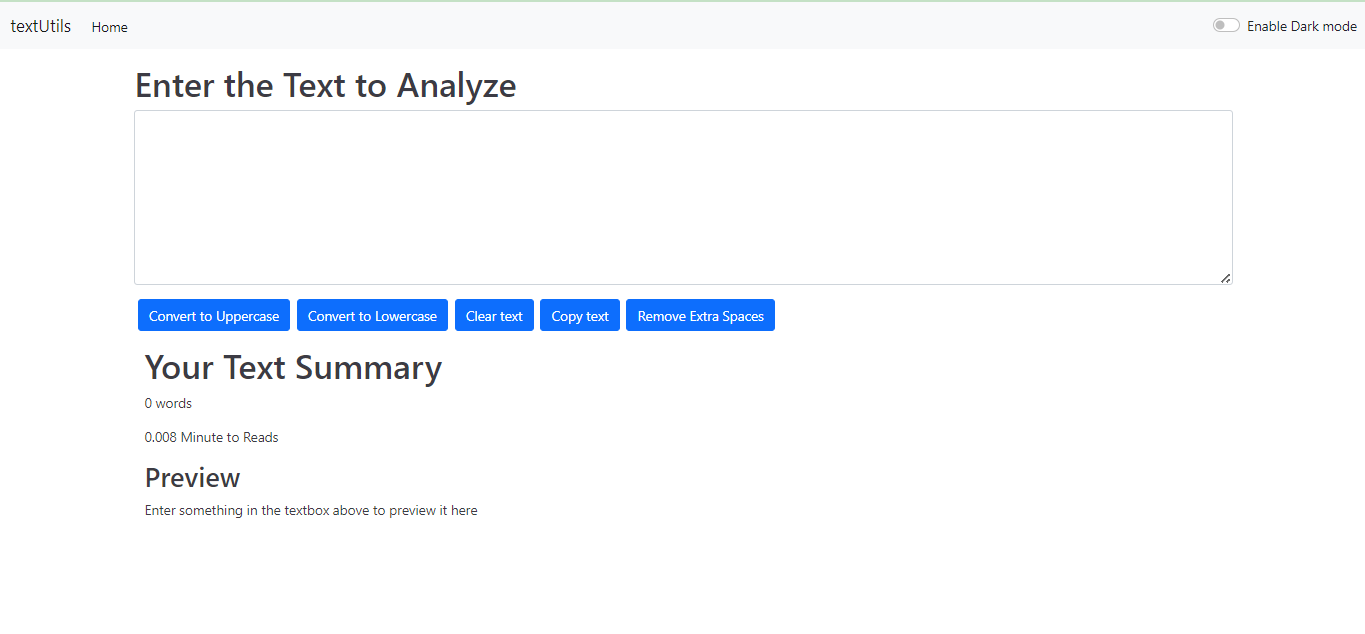 textUtils Home Enable Dark mode
Enter the Text to Analyze
Convert to Uppercase Convert to Lowercase Clear text Copy text Remove Extra Spaces
Your Text Summary
0 words
0.008 Minute to Reads
Preview
Enter something in the textbox above to preview it here